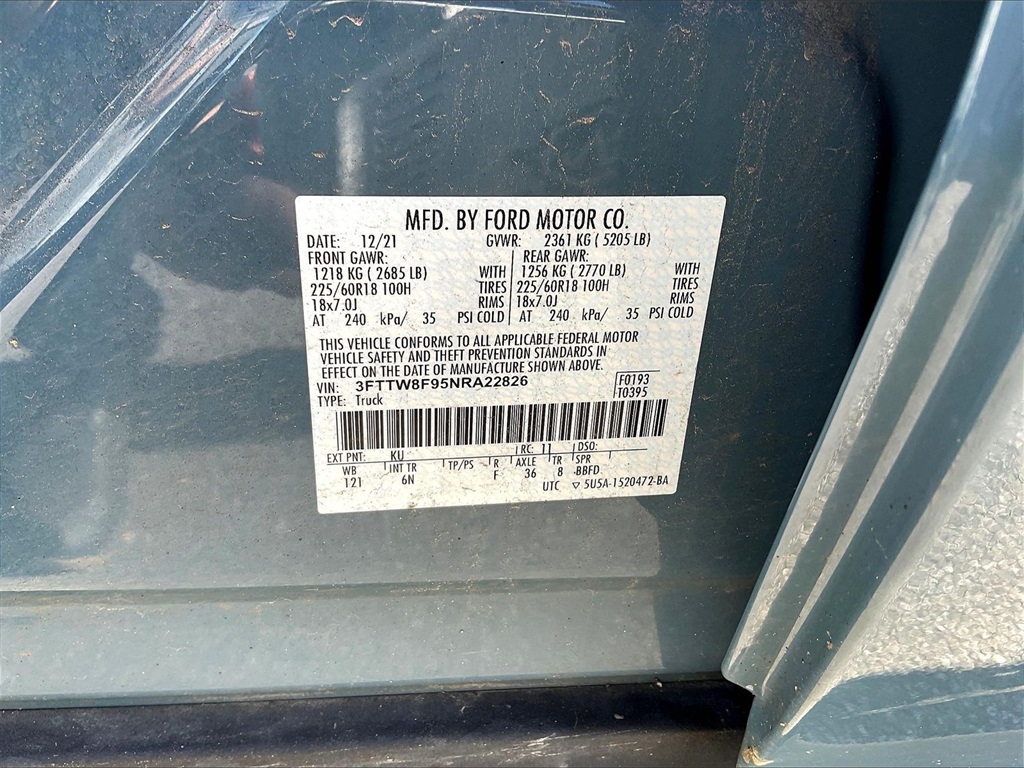 MFD. BY FORD MOTOR CO.
DATE: 12/21 GVWR: 2361 KG ( 5205 LB)
FRONT GAWR: REAR GAWR:
1218 KG ( 2685 LB) WITH 1256 KG ( 2770 LB) WITH
225/60R18 100H TIRES 225/60R18 100H TIRES
18x7.0J RIMS 18x7.0J RIMS
AT 240 kPa/ 35 PSI COLD AT 240 kPa/ 35 PSI COLD
THIS VEHICLE CONFORMS TO ALL APPLICABLE FEDERAL MOTOR
VEHICLE SAFETY AND THEFT PREVENTION STANDARDS IN
EFFECT ON THE DATE OF MANUFACTURE SHOWN ABOVE.
VIN: 3FTTW8F95NRA22826 F0193
TYPE: Truck T0395
EXT PNT: KU RC: 11 DSO:
WB INT TR TP/PS R AXLE TR SPR
121 6N F 36 8 BBFD
UTC ▽ 5U5A-1520472-BA